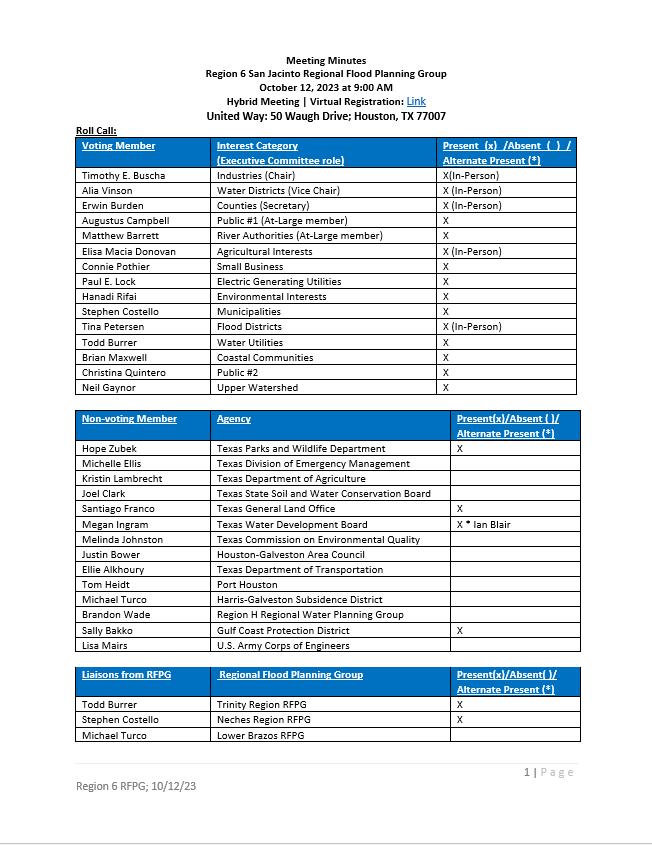 Meeting Minutes
Region 6 San Jacinto Regional Flood Planning Group
October 12, 2023 at 9:00 AM
Hybrid Meeting | Virtual Registration: Link
United Way: 50 Waugh Drive; Houston, TX 77007
Roll Call:
Voting Member Interest Category Present (x) /Absent ( ) /
(Executive Committee role) Alternate Present (*)
Timothy E. Buscha Industries (Chair) X(In-Person)
Alia Vinson Water Districts (Vice Chair) X (In-Person)
Erwin Burden Counties (Secretary) X (In-Person)
Augustus Campbell Public #1 (At-Large member) X
Matthew Barrett River Authorities (At-Large member) X
Elisa Macia Donovan Agricultural Interests X (In-Person)
Connie Pothier Small Business X
Paul E. Lock Electric Generating Utilities X
Hanadi Rifai Environmental Interests X
Stephen Costello Municipalities X
Tina Petersen Flood Districts X (In-Person)
Todd Burrer Water Utilities X
Brian Maxwell Coastal Communities X
Christina Quintero Public #2 X
Neil Gaynor Upper Watershed X
Non-voting Member Agency Present(x)/Absent ( )/
Alternate Present (*)
Hope Zubek Texas Parks and Wildlife Department X
Michelle Ellis Texas Division of Emergency Management
Kristin Lambrecht Texas Department of Agriculture
Joel Clark Texas State Soil and Water Conservation Board
Santiago Franco Texas General Land Office X
Megan Ingram Texas Water Development Board X * Ian Blair
Melinda Johnston Texas Commission on Environmental Quality
Justin Bower Houston-Galveston Area Council
Ellie Alkhoury Texas Department of Transportation
Tom Heidt Port Houston
Michael Turco Harris-Galveston Subsidence District
Brandon Wade Region H Regional Water Planning Group
Sally Bakko Gulf Coast Protection District X
Lisa Mairs U.S. Army Corps of Engineers
Liaisons from RFPG Regional Flood Planning Group Present(x)/Absent( )/
Alternate Present (*)
Todd Burrer Trinity Region RFPG X
Stephen Costello Neches Region RFPG X
Michael Turco Lower Brazos RFPG
1 | Page
Region 6 RFPG; 10/12/23